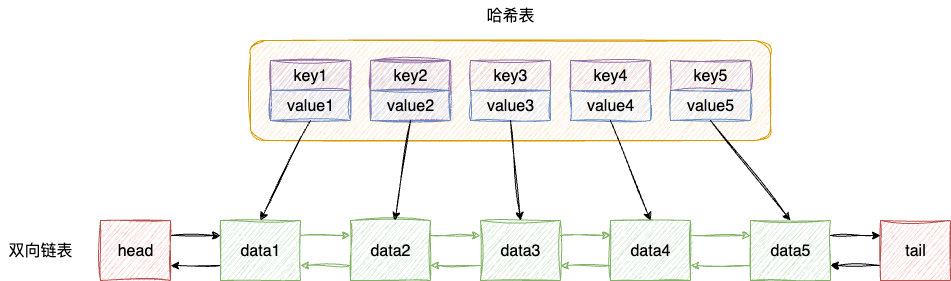 哈希表
key1 key2 key3 key4 key5
value1 value2 value3 value4 value5
双向链表 head data1 data2 data3 data4 data5 tail